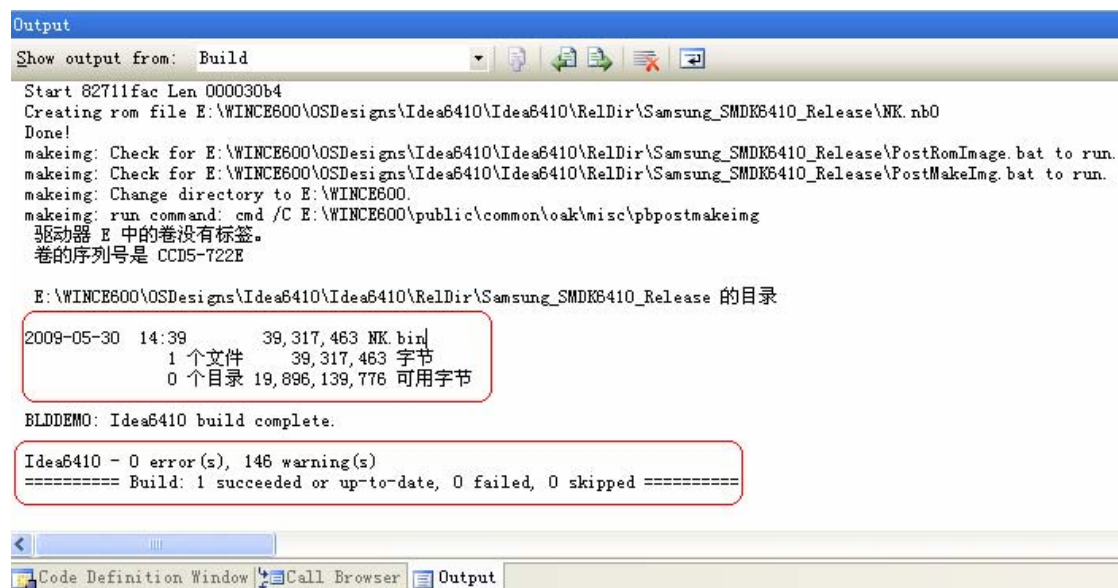 Output
Show output from: Build
Start 82711fac Len 000030b4
Creating rom file E:\WINCE600\OSDesigns\Idea6410\Idea6410\RelDir\Samsung_SMDK6410_Release\NK.nb0
Done!
makeimg: Check for E:\WINCE600\OSDesigns\Idea6410\Idea6410\RelDir\Samsung_SMDK6410_Release\PostRomImage.bat to run.
makeimg: Check for E:\WINCE600\OSDesigns\Idea6410\Idea6410\RelDir\Samsung_SMDK6410_Release\PostMakeImg.bat to run.
makeimg: Change directory to E:\WINCE600.
makeimg: run command: cmd /C E:\WINCE600\public\common\oak\misc\pbpostmakeimg
驱动器 E 中的卷没有标签。
卷的序列号是 CCD5-722E
E:\WINCE600\OSDesigns\Idea6410\Idea6410\RelDir\Samsung_SMDK6410_Release 的目录
2009-05-30 14:39 39,317,463 NK.bin
1 个文件 39,317,463 字节
0 个目录 19,896,139,776 可用字节
BLDDEMO: Idea6410 build complete.
Idea6410 - 0 error(s), 146 warning(s)
========== Build: 1 succeeded or up-to-date, 0 failed, 0 skipped ==========
Code Definition Window Call Browser Output